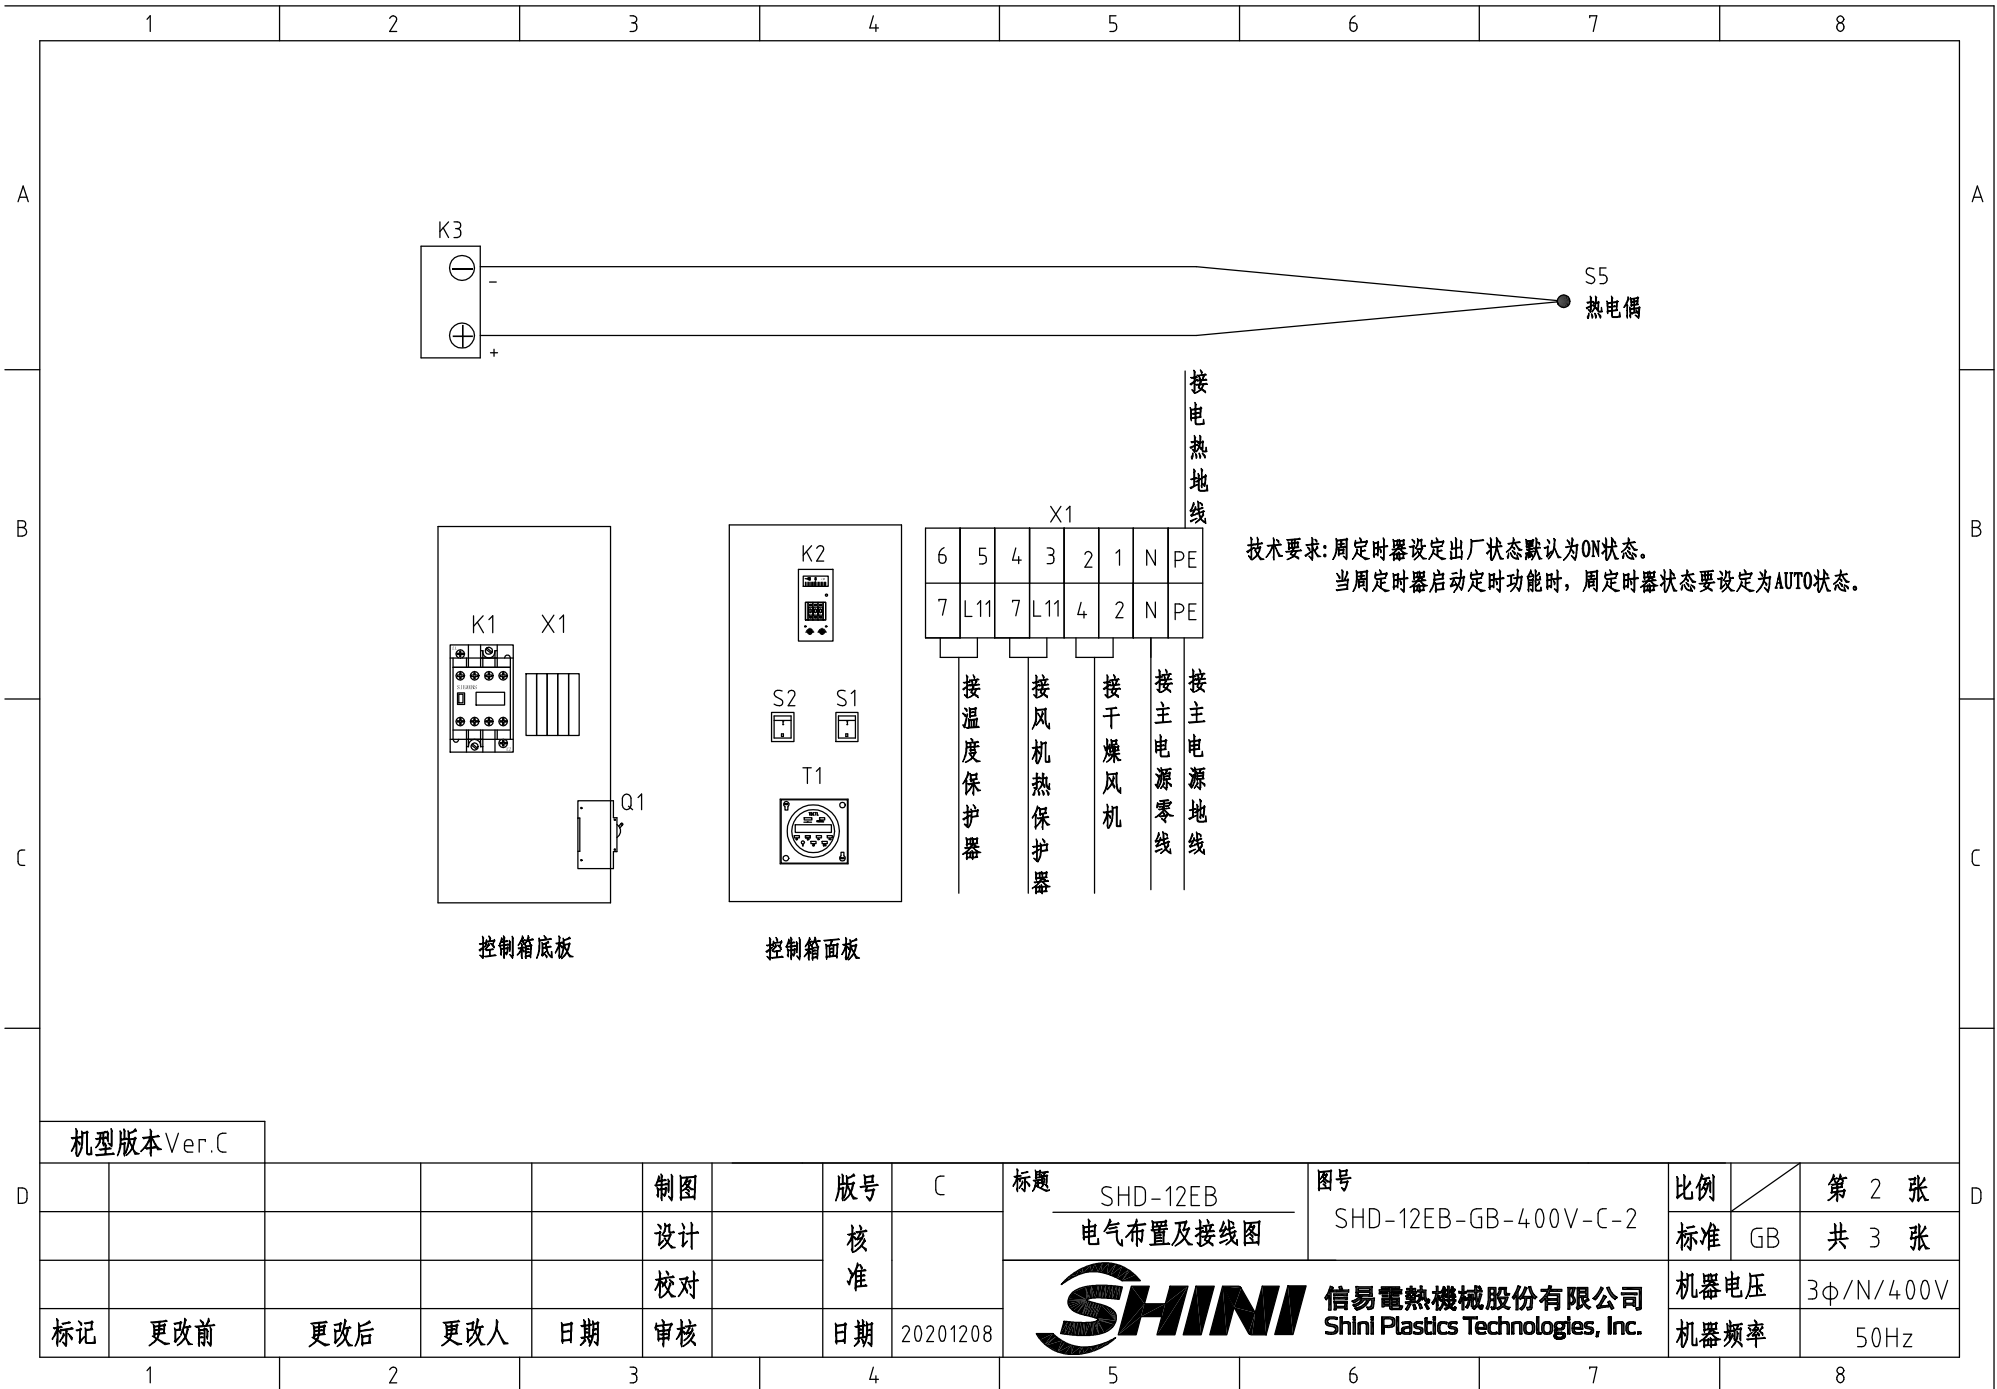 1 2 3 4 5 6 7 8
A A
K3
-
+
S5
热电偶
接电热地线
B B
X1
6 5 4 3 2 1 N PE
7 L11 7 L11 4 2 N PE
技术要求:周定时器设定出厂状态默认为ON状态。
当周定时器启动定时功能时，周定时器状态要设定为AUTO状态。
K2
K1 X1
S2 S1
T1
Q1
接温度保护器
接风机热保护器
接干燥风机
接主电源零线
接主电源地线
C C
控制箱底板
控制箱面板
机型版本Ver.C
D D
制图 版号 C
设计 核准
校对
标记 更改前 更改后 更改人 日期 审核 日期 20201208
标题
SHD-12EB
电气布置及接线图
图号
SHD-12EB-GB-400V-C-2
比例 第 2 张
标准 GB 共 3 张
机器电压 3φ/N/400V
机器频率 50Hz
SHINI
信易電熱機械股份有限公司
Shini Plastics Technologies, Inc.
1 2 3 4 5 6 7 8